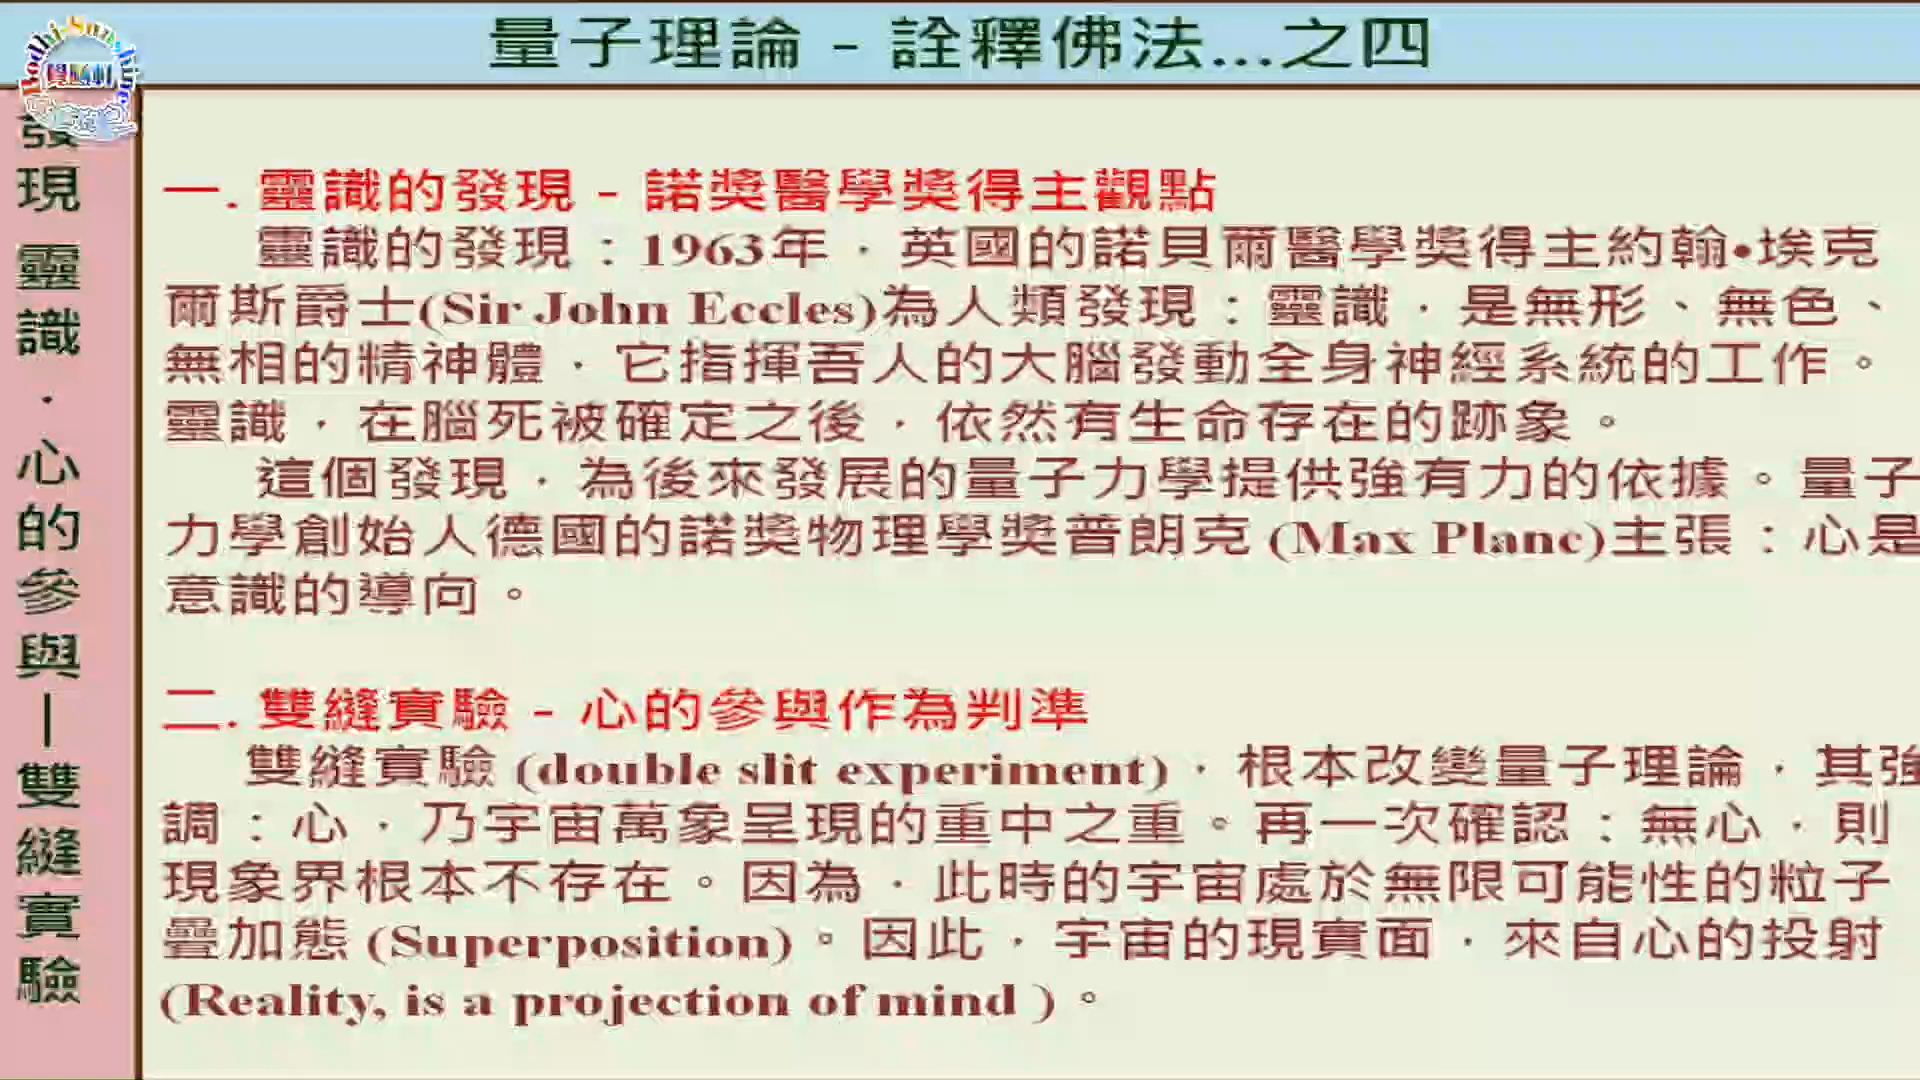 量子理論 - 詮釋佛法...之四
Bodhi-Sunshine
發現 靈識，心的參與—雙縫實驗
一. 靈識的發現 - 諾獎醫學獎得主觀點
靈識的發現：1963年，英國的諾貝爾醫學獎得主約翰•埃克
爾斯爵士(Sir John Eccles)為人類發現：靈識，是無形、無色、
無相的精神體，它指揮吾人的大腦發動全身神經系統的工作。
靈識，在腦死被確定之後，依然有生命存在的跡象。
這個發現，為後來發展的量子力學提供強有力的依據。量子
力學創始人德國的諾獎物理學獎普朗克 (Max Planc)主張：心是
意識的導向。
二. 雙縫實驗 - 心的參與作為判準
雙縫實驗 (double slit experiment)，根本改變量子理論，其強
調：心，乃宇宙萬象呈現的重中之重。再一次確認：無心，則
現象界根本不存在。因為，此時的宇宙處於無限可能性的粒子
疊加態 (Superposition)。因此，宇宙的現實面，來自心的投射
(Reality, is a projection of mind )。